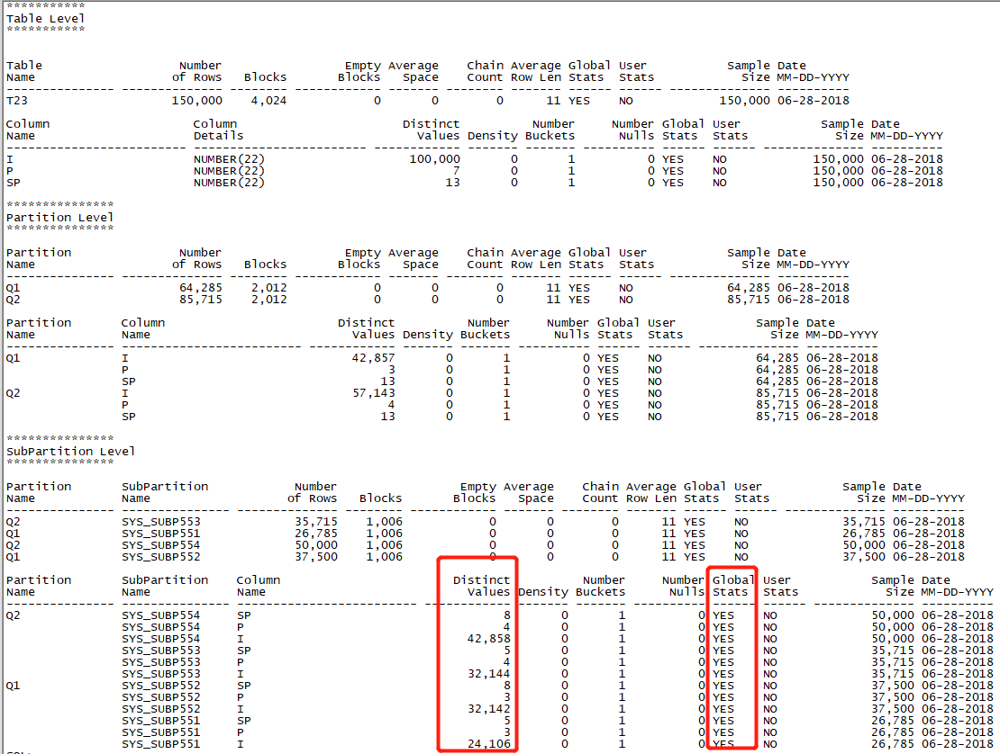 ***********
Table Level
***********
Table Number Empty Average Chain Average Global User Sample Date
Name of Rows Blocks Blocks Space Count Row Len Stats Stats Size MM-DD-YYYY
--------------- -------------- -------- ------------ ------- -------- ------- ------ ------ -------------- ----------
T23 150,000 4,024 0 0 0 11 YES NO 150,000 06-28-2018
Column Column Distinct Number Number Global User Sample Date
Name Details Values Density Buckets Nulls Stats Stats Size MM-DD-YYYY
------------------------- ------------------------ ------------ ------- ------- ---------- ------ ------ -------------- ----------
I NUMBER(22) 100,000 0 1 0 YES NO 150,000 06-28-2018
P NUMBER(22) 7 0 1 0 YES NO 150,000 06-28-2018
SP NUMBER(22) 13 0 1 0 YES NO 150,000 06-28-2018
***************
Partition Level
***************
Partition Number Empty Average Chain Average Global User Sample Date
Name of Rows Blocks Blocks Space Count Row Len Stats Stats Size MM-DD-YYYY
--------------- -------------- -------- ------------ ------- -------- ------- ------ ------ -------------- ----------
Q1 64,285 2,012 0 0 0 11 YES NO 64,285 06-28-2018
Q2 85,715 2,012 0 0 0 11 YES NO 85,715 06-28-2018
Partition Column Distinct Number Number Global User Sample Date
Name Name Values Density Buckets Nulls Stats Stats Size MM-DD-YYYY
--------------- ------------------------- ------------ ------- ------- ---------- ------ ------ -------------- ----------
Q1 I 42,857 0 1 0 YES NO 64,285 06-28-2018
P 3 0 1 0 YES NO 64,285 06-28-2018
SP 13 0 1 0 YES NO 64,285 06-28-2018
Q2 I 57,143 0 1 0 YES NO 85,715 06-28-2018
P 4 0 1 0 YES NO 85,715 06-28-2018
SP 13 0 1 0 YES NO 85,715 06-28-2018
***************
SubPartition Level
***************
Partition SubPartition Number Empty Average Chain Average Global User Sample Date
Name Name of Rows Blocks Blocks Space Count Row Len Stats Stats Size MM-DD-YYYY
--------------- --------------- -------------- -------- ------------ ------- -------- ------- ------ ------ -------------- ----------
Q2 SYS_SUBP553 35,715 1,006 0 0 0 11 YES NO 35,715 06-28-2018
Q1 SYS_SUBP551 26,785 1,006 0 0 0 11 YES NO 26,785 06-28-2018
Q2 SYS_SUBP554 50,000 1,006 0 0 0 11 YES NO 50,000 06-28-2018
Q1 SYS_SUBP552 37,500 1,006 0 0 0 11 YES NO 37,500 06-28-2018
Partition SubPartition Column Distinct Number Number Global User Sample Date
Name Name Name Values Density Buckets Nulls Stats Stats Size MM-DD-YYYY
--------------- --------------- ------------------------- ------------ ------- ------- ---------- ------ ------ -------------- ----------
Q2 SYS_SUBP554 SP 8 0 1 0 YES NO 50,000 06-28-2018
SYS_SUBP554 P 4 0 1 0 YES NO 50,000 06-28-2018
SYS_SUBP554 I 42,858 0 1 0 YES NO 50,000 06-28-2018
SYS_SUBP553 SP 5 0 1 0 YES NO 35,715 06-28-2018
SYS_SUBP553 P 4 0 1 0 YES NO 35,715 06-28-2018
SYS_SUBP553 I 32,144 0 1 0 YES NO 35,715 06-28-2018
Q1 SYS_SUBP552 SP 8 0 1 0 YES NO 37,500 06-28-2018
SYS_SUBP552 P 3 0 1 0 YES NO 37,500 06-28-2018
SYS_SUBP552 I 32,142 0 1 0 YES NO 37,500 06-28-2018
SYS_SUBP551 SP 5 0 1 0 YES NO 26,785 06-28-2018
SYS_SUBP551 P 3 0 1 0 YES NO 26,785 06-28-2018
SYS_SUBP551 I 24,106 0 1 0 YES NO 26,785 06-28-2018